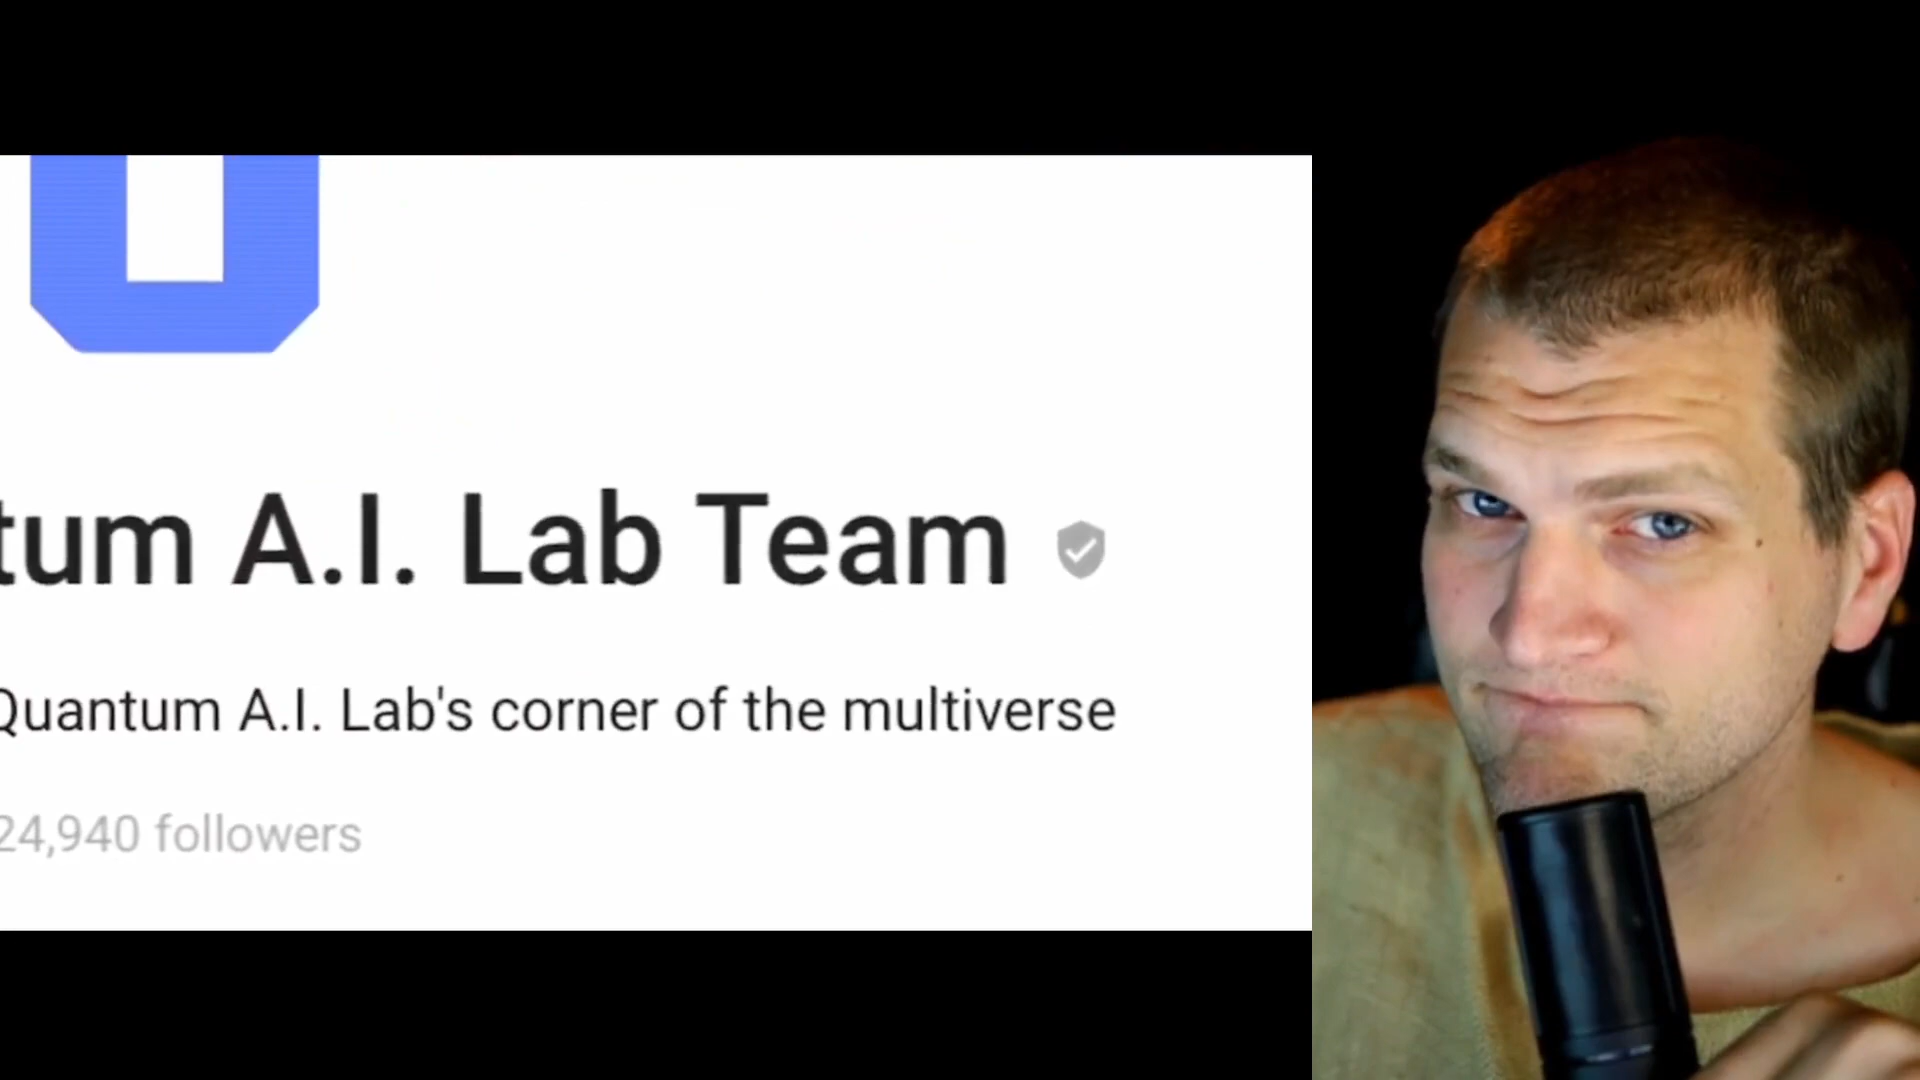 tum A.I. Lab Team
Quantum A.I. Lab's corner of the multiverse
24,940 followers